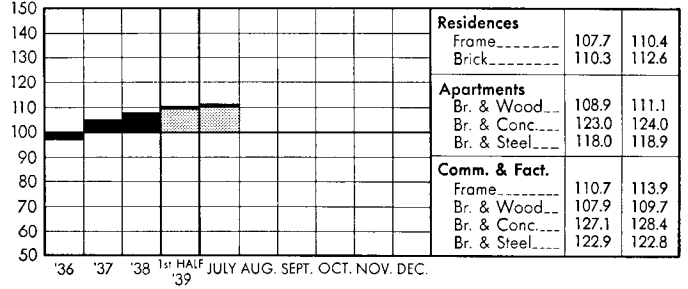 150
140
130
120
110
100
90
80
70
60
50
'36 '37 '38 1st HALF '39 JULY AUG. SEPT. OCT. NOV. DEC.
Residences
Frame 107.7 110.4
Brick 110.3 112.6
Apartments
Br. & Wood 108.9 111.1
Br. & Conc. 123.0 124.0
Br. & Steel 118.0 118.9
Comm. & Fact.
Frame 110.7 113.9
Br. & Wood 107.9 109.7
Br. & Conc. 127.1 128.4
Br. & Steel 122.9 122.8